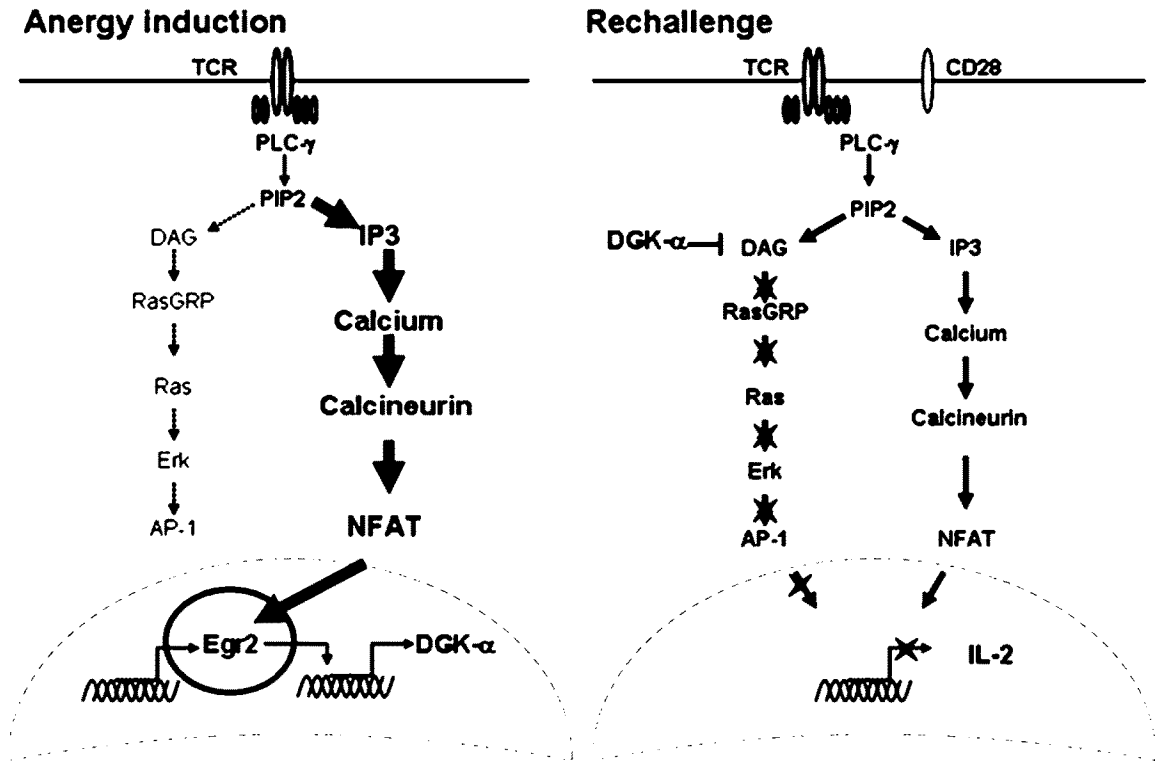 Anergy induction
TCR
PLC-γ
PIP2
DAG
IP3
RasGRP
Calcium
Ras
Calcineurin
Erk
AP-1
NFAT
Egr2
DGK-α
Rechallenge
TCR
CD28
PLC-γ
PIP2
DGK-α
DAG
IP3
RasGRP
Calcium
Ras
Calcineurin
Erk
AP-1
NFAT
IL-2